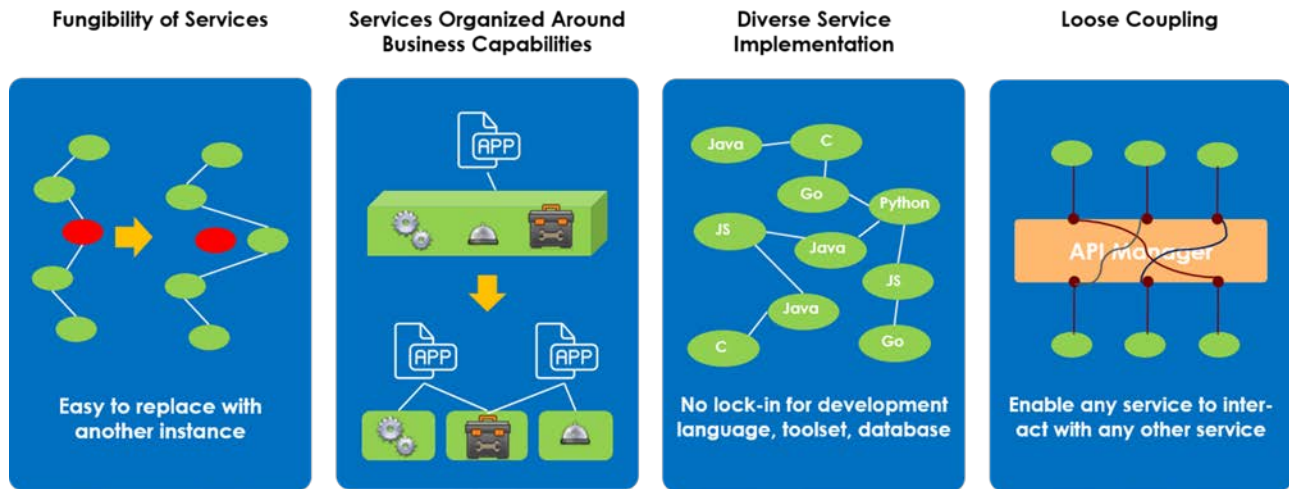 Fungibility of Services
Services Organized Around
Business Capabilities
Diverse Service
Implementation
Loose Coupling
Easy to replace with
another instance
APP
APP
APP
Java
C
Go
Python
JS
Java
JS
Java
C
Go
No lock-in for development
language, toolset, database
API Manager
Enable any service to inter-
act with any other service